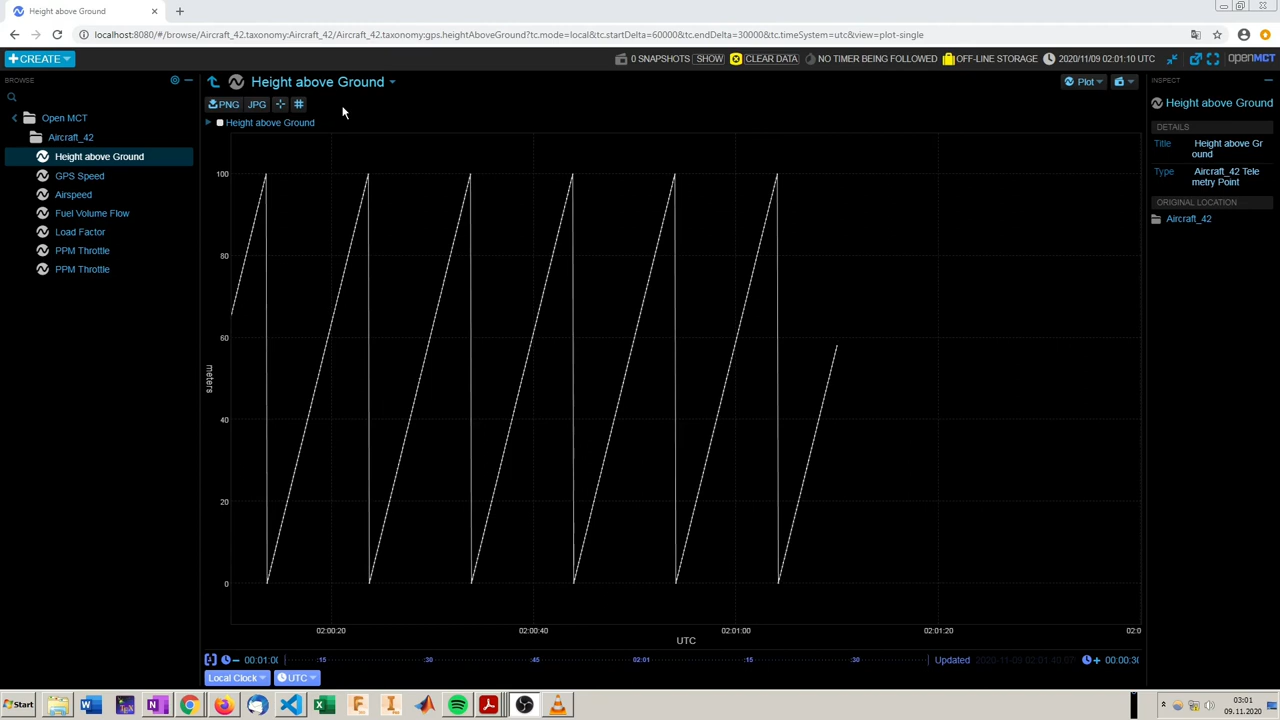 Height above Ground
localhost:8080/#/browse/Aircraft_42.taxonomy:Aircraft_42/Aircraft_42.taxonomy:gps.heightAboveGround?tc.mode=local&tc.startDelta=60000&tc.endDelta=30000&tc.timeSystem=utc&view=plot-single
CREATE
0 SNAPSHOTS SHOW CLEAR DATA NO TIMER BEING FOLLOWED OFF-LINE STORAGE 2020/11/09 02:01:10 UTC openMCT
BROWSE
Open MCT
Aircraft_42
Height above Ground
GPS Speed
Airspeed
Fuel Volume Flow
Load Factor
PPM Throttle
PPM Throttle
Height above Ground
Plot
PNG JPG
Height above Ground
100
80
60
40
20
0
meters
02:00:20 02:00:40 02:01:00 02:01:20 02:0
UTC
00:01:00 :15 :30 :45 02:01 :15 :30 Updated 00:00:30
Local Clock UTC
INSPECT
Height above Ground
DETAILS
Title Height above Gr
ound
Type Aircraft_42 Tele
metry Point
ORIGINAL LOCATION
Aircraft_42
Start
03:01
09.11.2020